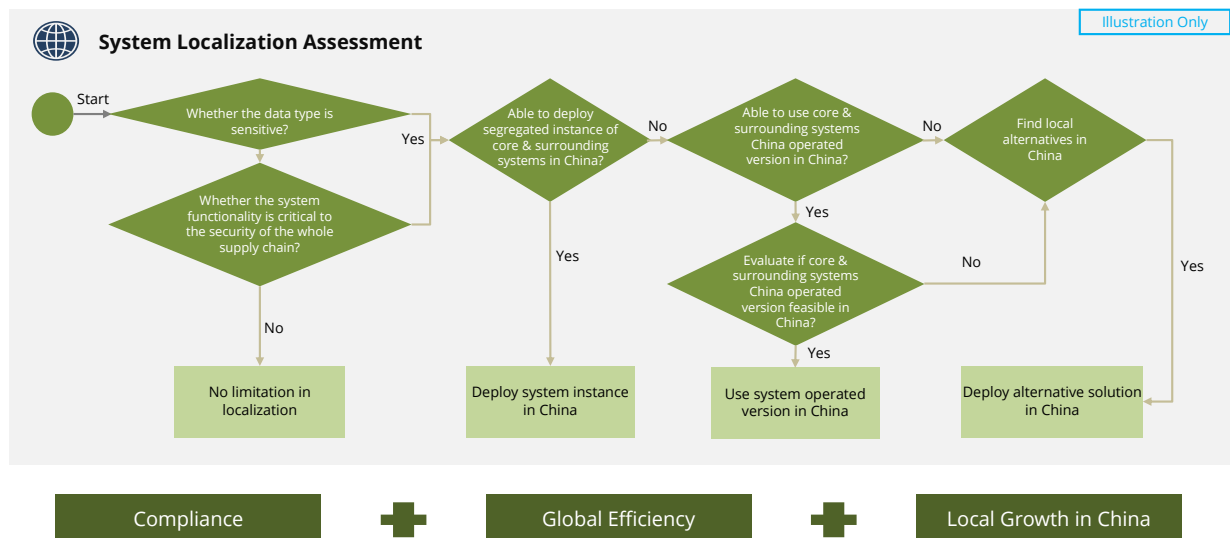 Illustration Only
System Localization Assessment
Start
Whether the data type is
sensitive?
Yes
Able to deploy
segregated instance of
core & surrounding
systems in China?
No
Able to use core &
surrounding systems
China operated
version in China?
No
Find local
alternatives in
China
Whether the system
functionality is critical to
the security of the whole
supply chain?
Yes
Yes
Evaluate if core &
surrounding systems
China operated
version feasible in
China?
No
Yes
No
Yes
No limitation in
localization
Deploy system instance
in China
Use system operated
version in China
Deploy alternative solution
in China
Compliance
Global Efficiency
Local Growth in China